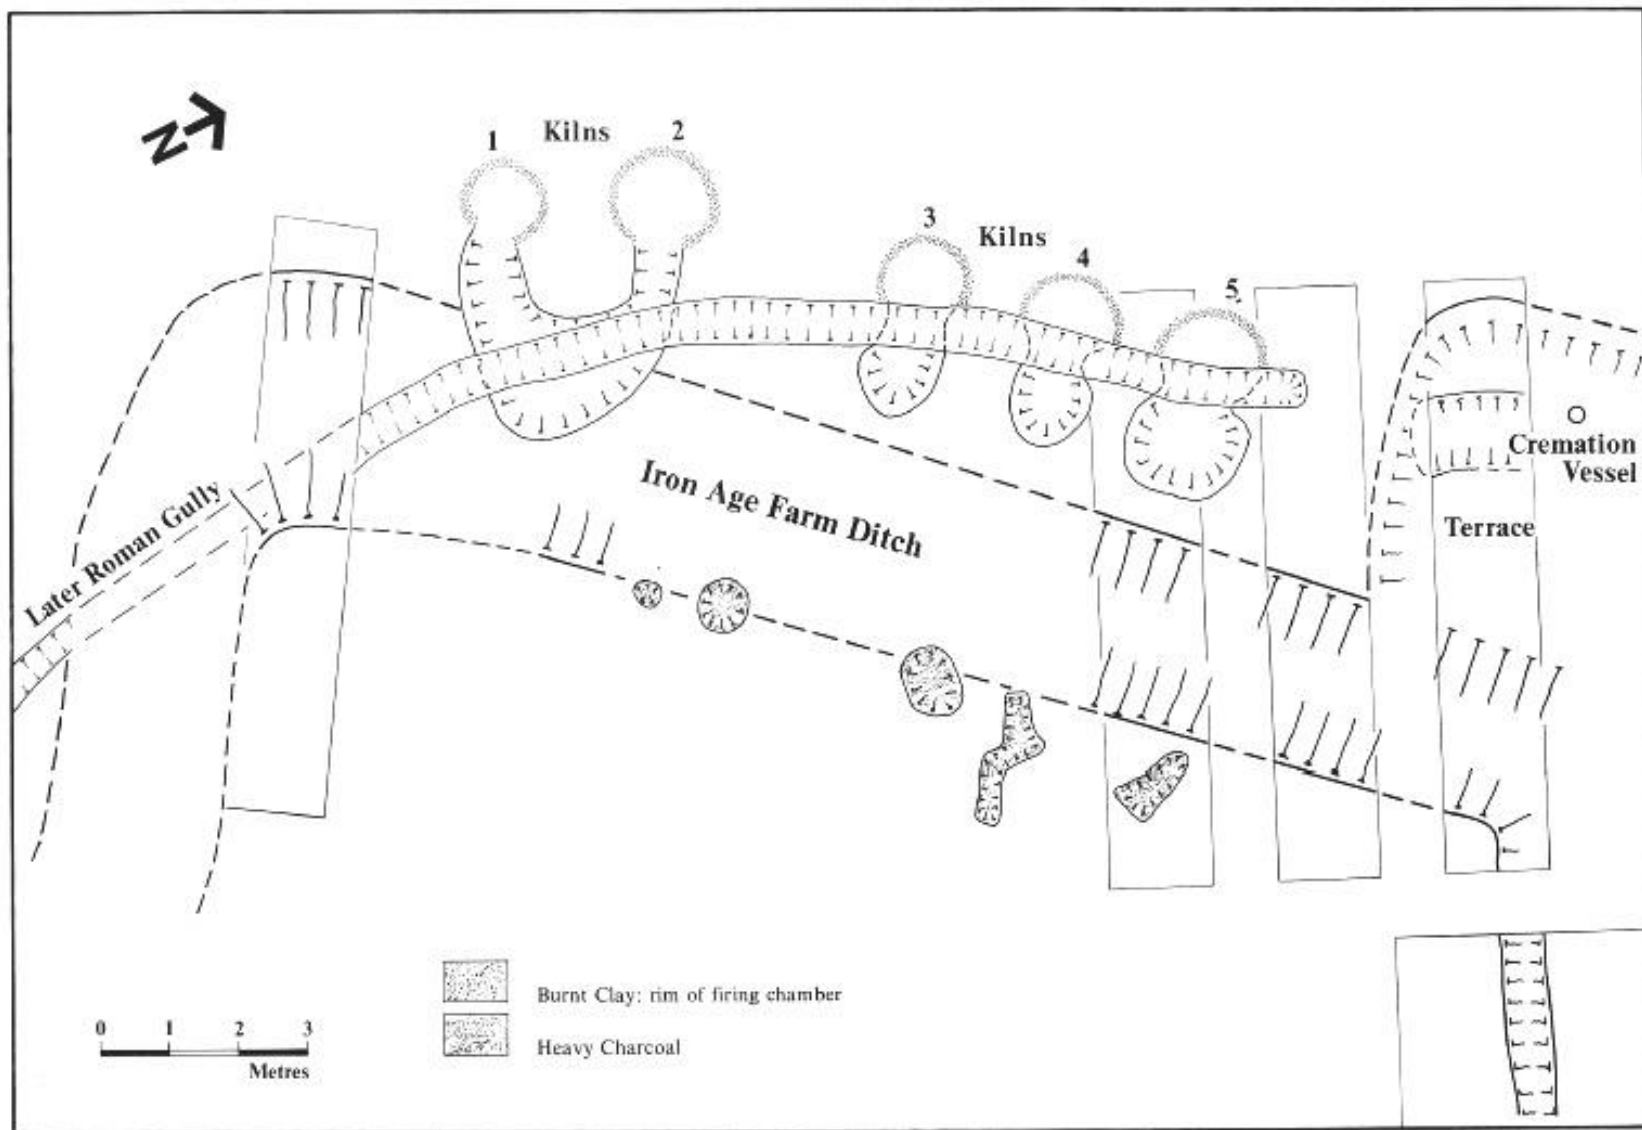 N
1
Kilns
2
3
Kilns
4
5.
Cremation
Vessel
Iron Age Farm Ditch
Terrace
Later Roman Gully
Burnt Clay: rim of firing chamber
Heavy Charcoal
0 1 2 3
Metres